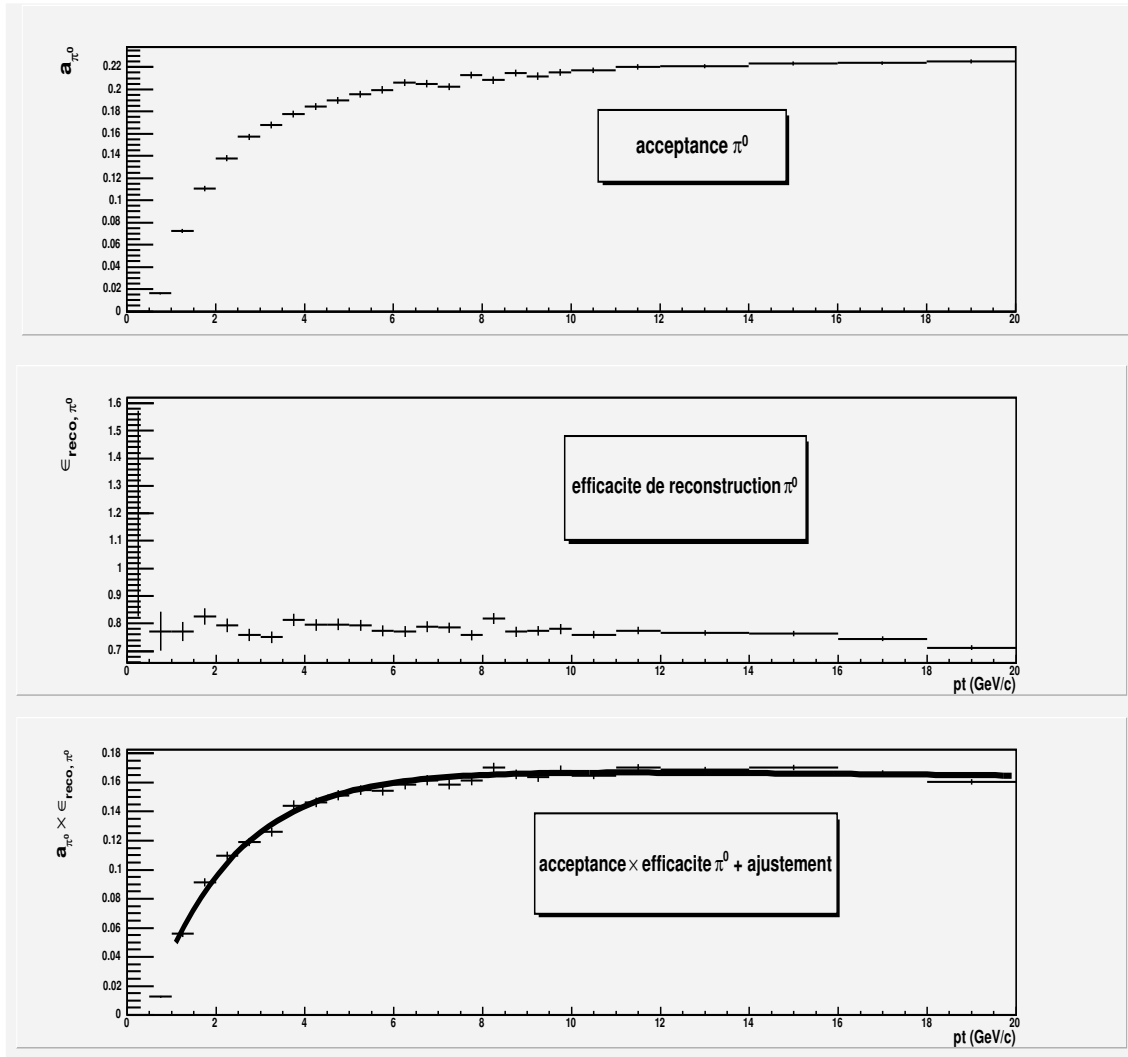 a_π⁰
0.22
0.2
0.18
0.16
0.14
0.12
0.1
0.08
0.06
0.04
0.02
0
acceptance π⁰
0 2 4 6 8 10 12 14 16 18 20
∈_reco, π⁰
1.6
1.5
1.4
1.3
1.2
1.1
1
0.9
0.8
0.7
efficacite de reconstruction π⁰
0 2 4 6 8 10 12 14 16 18 20
pt (GeV/c)
a_π⁰ × ∈_reco, π⁰
0.18
0.16
0.14
0.12
0.1
0.08
0.06
0.04
0.02
0
acceptance × efficacite π⁰ + ajustement
0 2 4 6 8 10 12 14 16 18 20
pt (GeV/c)